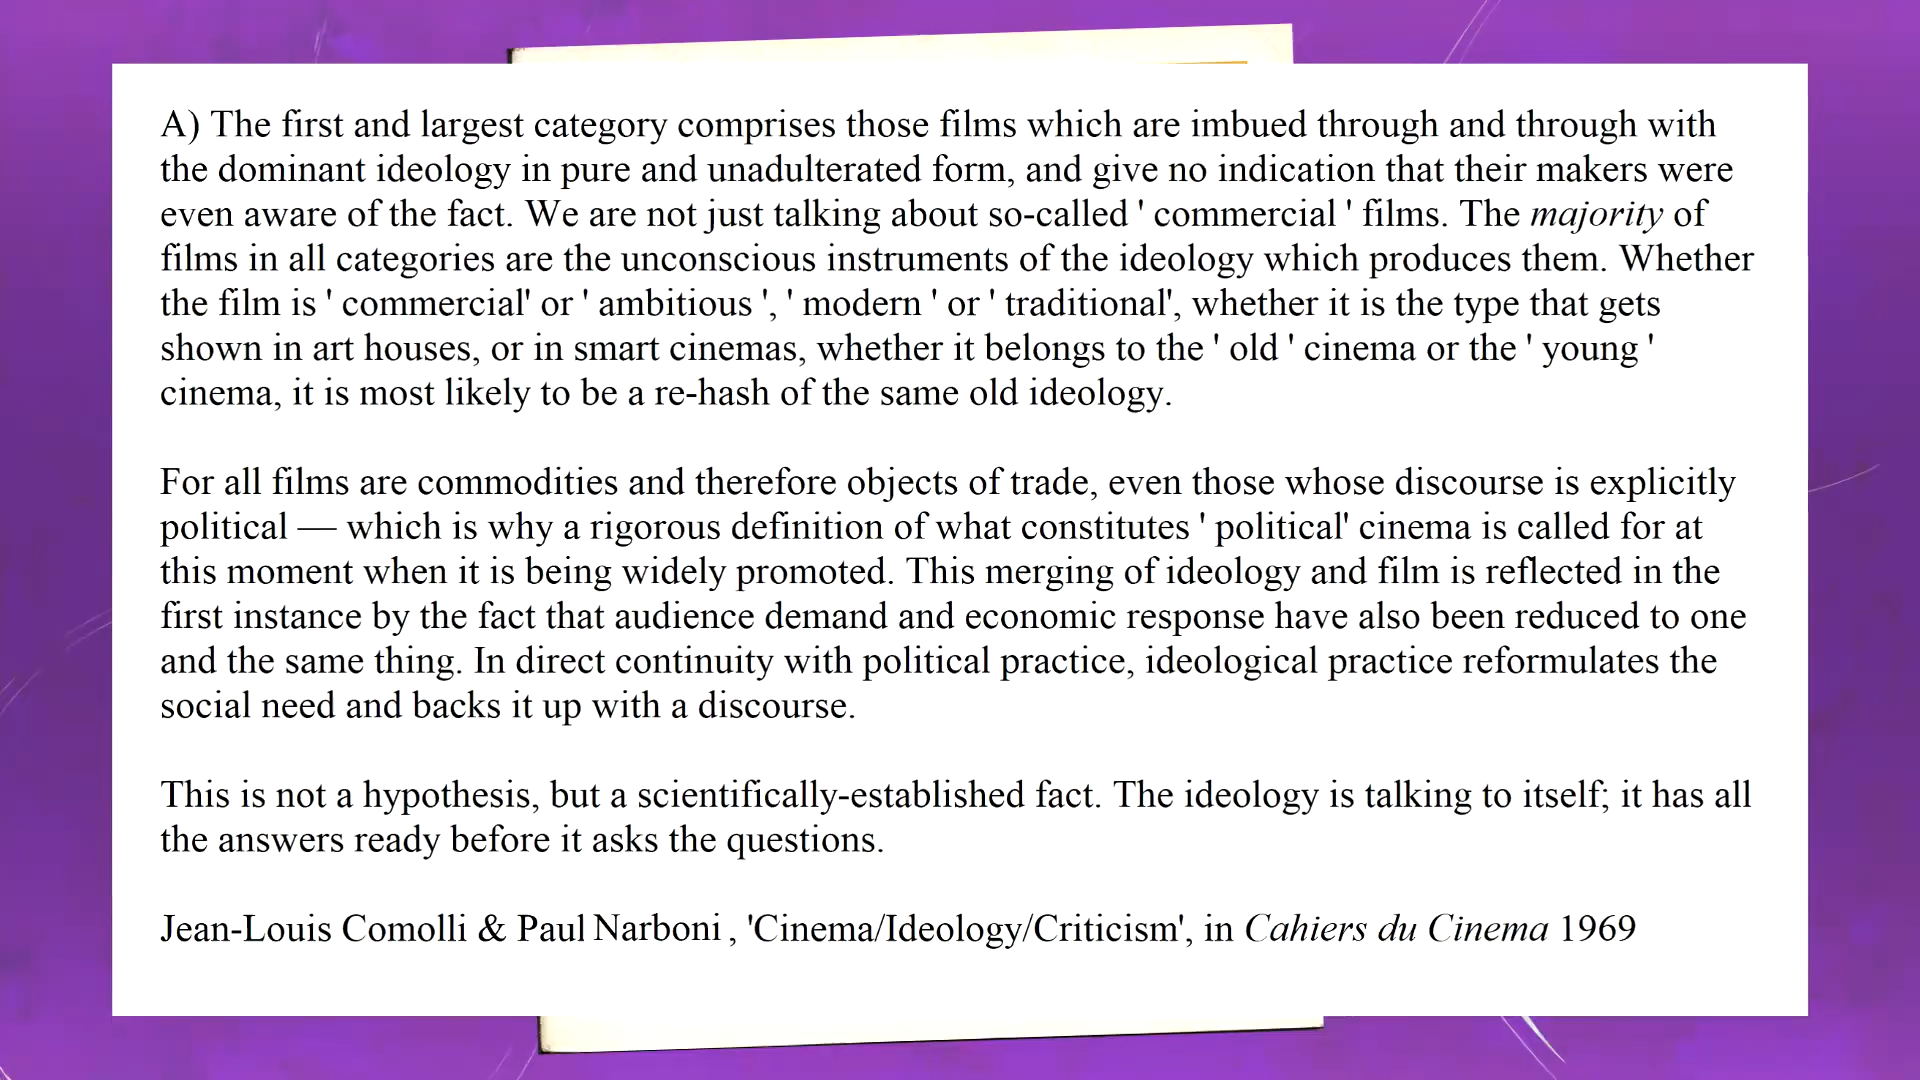 A) The first and largest category comprises those films which are imbued through and through with
the dominant ideology in pure and unadulterated form, and give no indication that their makers were
even aware of the fact. We are not just talking about so-called ' commercial ' films. The majority of
films in all categories are the unconscious instruments of the ideology which produces them. Whether
the film is ' commercial' or ' ambitious ', ' modern ' or ' traditional', whether it is the type that gets
shown in art houses, or in smart cinemas, whether it belongs to the ' old ' cinema or the ' young '
cinema, it is most likely to be a re-hash of the same old ideology.
For all films are commodities and therefore objects of trade, even those whose discourse is explicitly
political — which is why a rigorous definition of what constitutes ' political' cinema is called for at
this moment when it is being widely promoted. This merging of ideology and film is reflected in the
first instance by the fact that audience demand and economic response have also been reduced to one
and the same thing. In direct continuity with political practice, ideological practice reformulates the
social need and backs it up with a discourse.
This is not a hypothesis, but a scientifically-established fact. The ideology is talking to itself; it has all
the answers ready before it asks the questions.
Jean-Louis Comolli & Paul Narboni , 'Cinema/Ideology/Criticism', in Cahiers du Cinema 1969